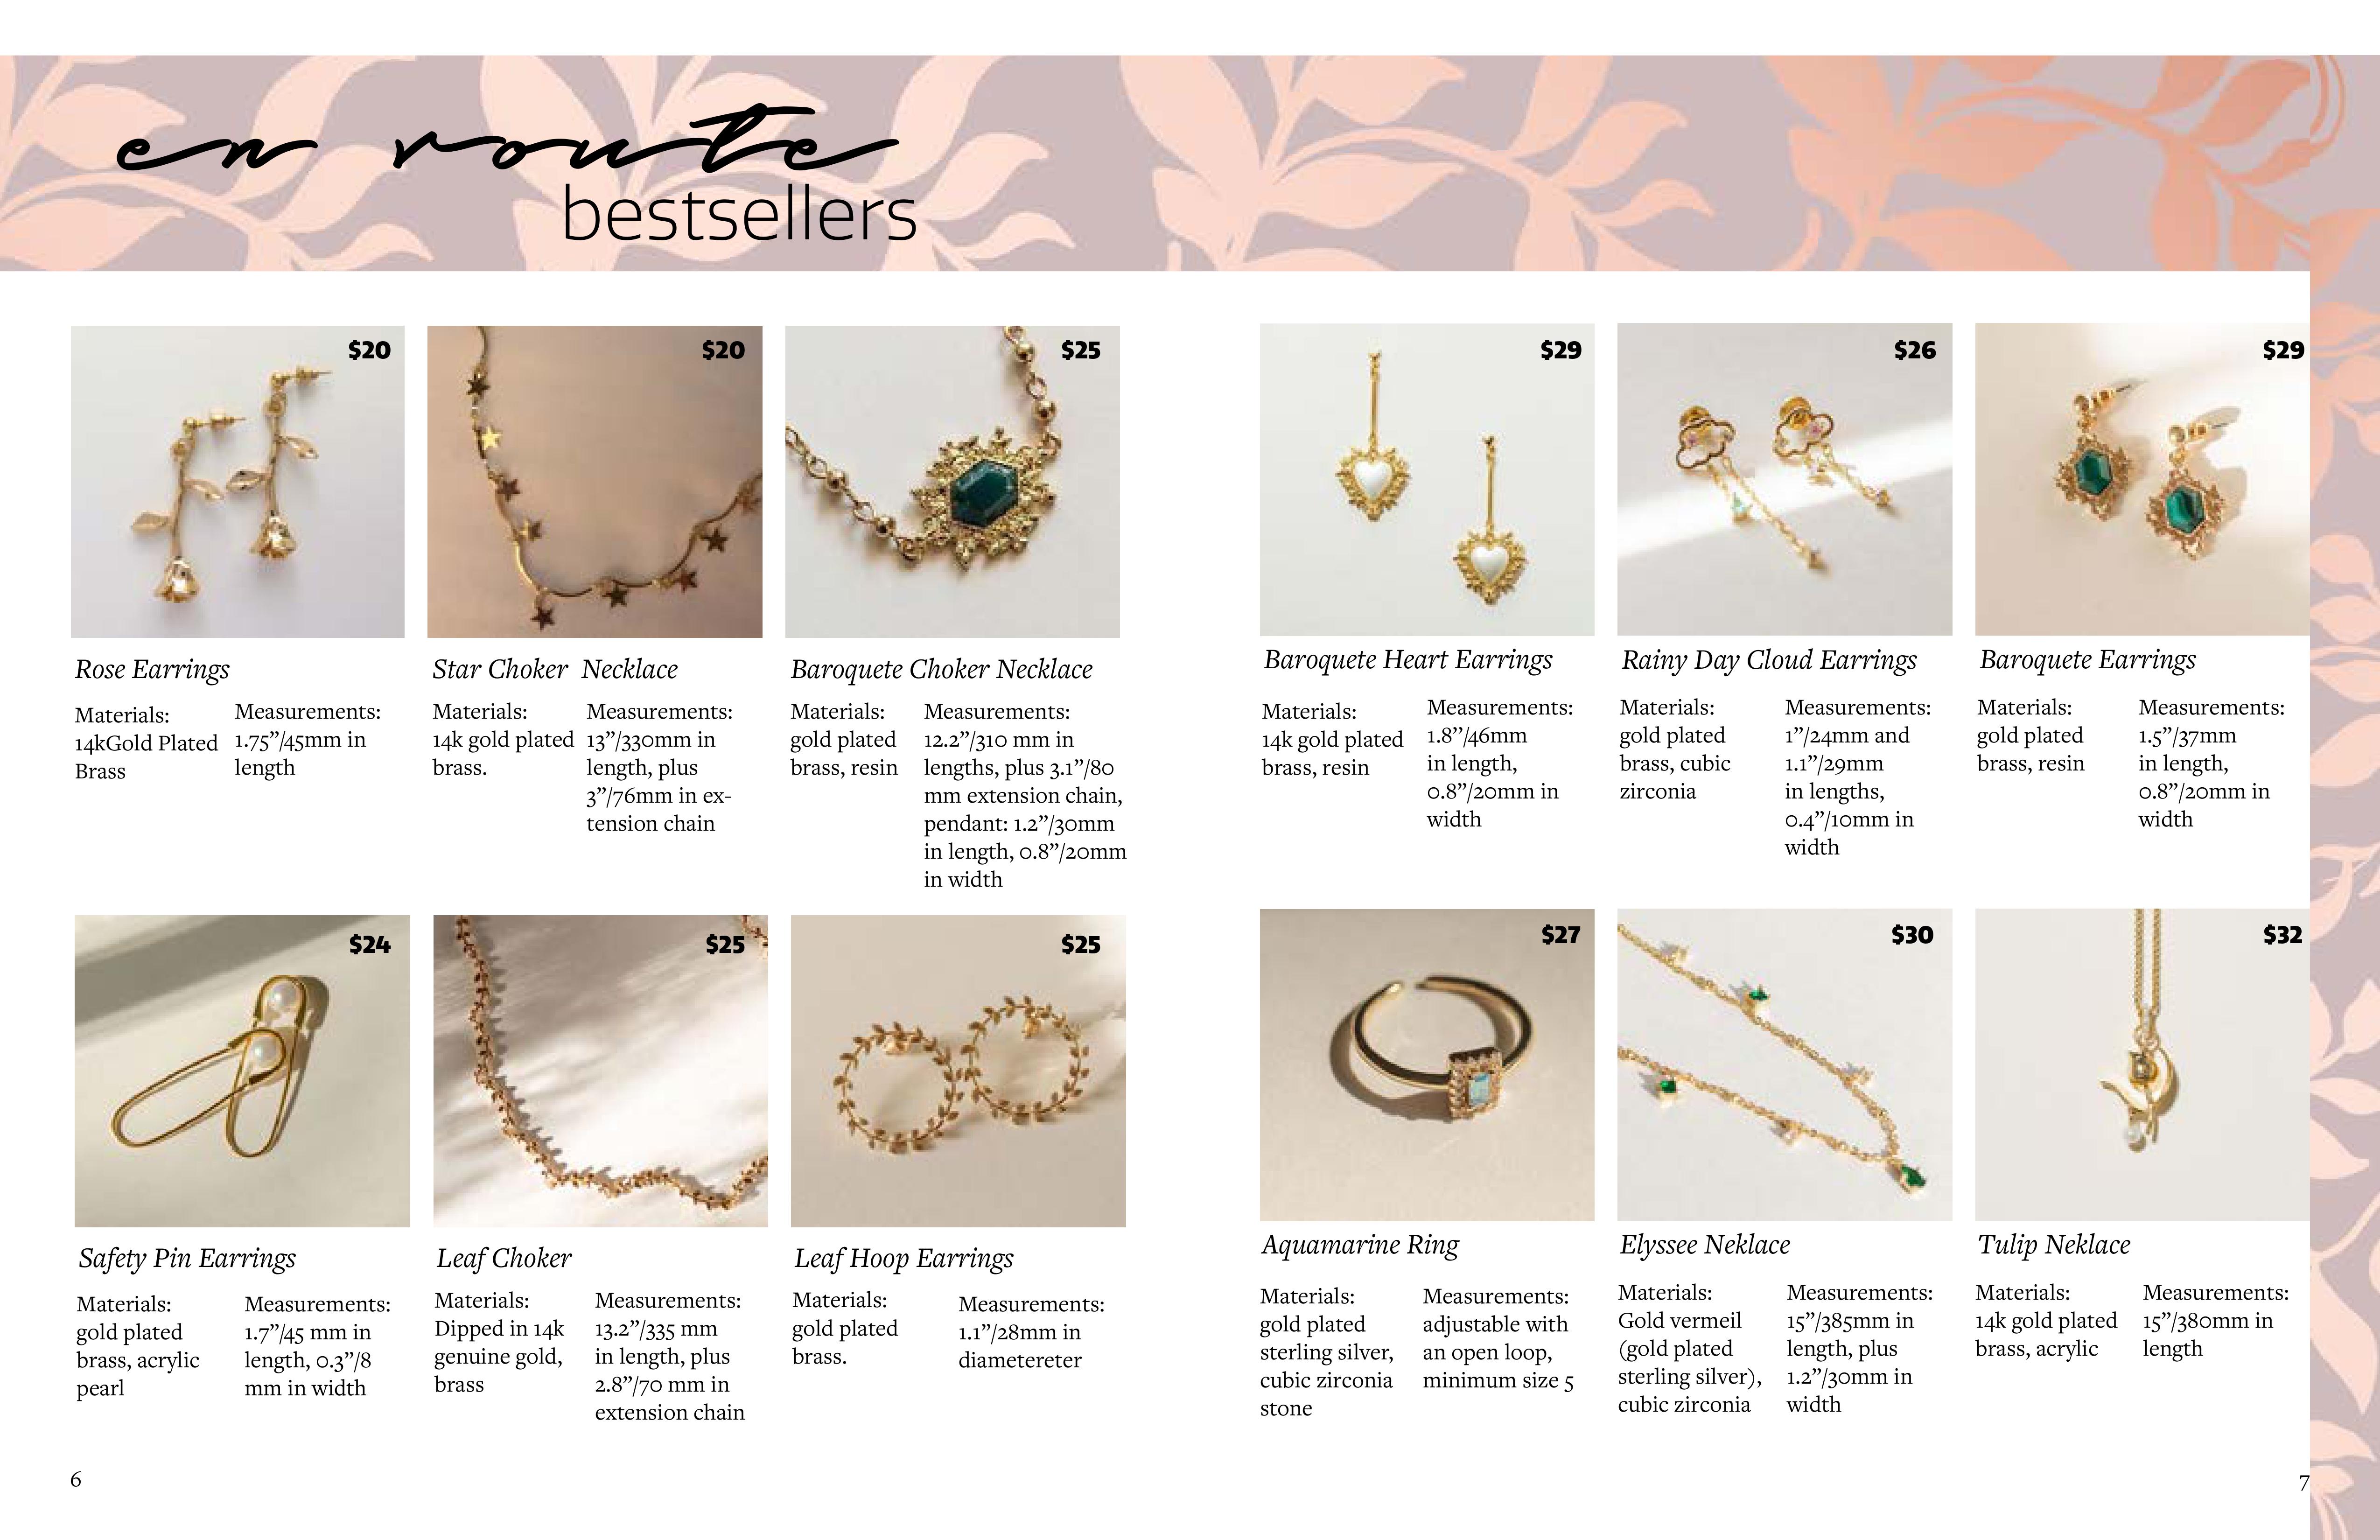 en route
bestsellers
$20
Rose Earrings
Materials:
14kGold Plated
Brass
Measurements:
1.75”/45mm in
length
$20
Star Choker  Necklace
Materials:
14k gold plated
brass.
Measurements:
13”/330mm in
length, plus
3”/76mm in ex-
tension chain
$25
Baroquete Choker Necklace
Materials:
gold plated
brass, resin
Measurements:
12.2”/310 mm in
lengths, plus 3.1”/80
mm extension chain,
pendant: 1.2”/30mm
in length, 0.8”/20mm
in width
$24
Safety Pin Earrings
Materials:
gold plated
brass, acrylic
pearl
Measurements:
1.7”/45 mm in
length, 0.3”/8
mm in width
$25
Leaf Choker
Materials:
Dipped in 14k
genuine gold,
brass
Measurements:
13.2”/335 mm
in length, plus
2.8”/70 mm in
extension chain
$25
Leaf Hoop Earrings
Materials:
gold plated
brass.
Measurements:
1.1”/28mm in
diametereter
6
$29
Baroquete Heart Earrings
Materials:
14k gold plated
brass, resin
Measurements:
1.8”/46mm
in length,
0.8”/20mm in
width
$26
Rainy Day Cloud Earrings
Materials:
gold plated
brass, cubic
zirconia
Measurements:
1”/24mm and
1.1”/29mm
in lengths,
0.4”/10mm in
width
$29
Baroquete Earrings
Materials:
gold plated
brass, resin
Measurements:
1.5”/37mm
in length,
0.8”/20mm in
width
$27
Aquamarine Ring
Materials:
gold plated
sterling silver,
cubic zirconia
stone
Measurements:
adjustable with
an open loop,
minimum size 5
$30
Elyssee Neklace
Materials:
Gold vermeil
(gold plated
sterling silver),
cubic zirconia
Measurements:
15”/385mm in
length, plus
1.2”/30mm in
width
$32
Tulip Neklace
Materials:
14k gold plated
brass, acrylic
Measurements:
15”/380mm in
length
7